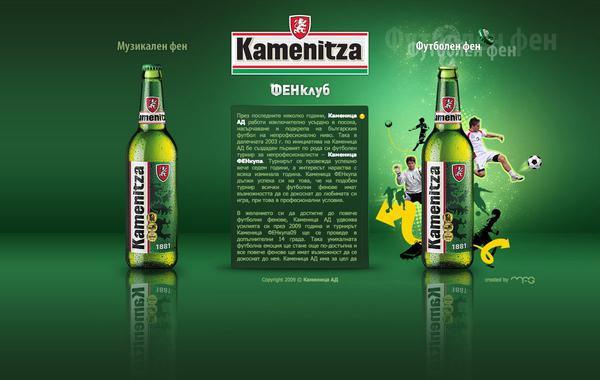 Музикален фен
Kamenitza
Футболен фен
Футболен фен
Футболен фен
ФЕНклуб
През последните няколко години, Каменица
АД работи изключително усърдно в посока,
насърчаване и подкрепа на българския
футбол на непрофесионално ниво. Така в
далечната 2003 г. по инициатива на Каменица
АД бе създаден първият по рода си футболен
турнир за непрофесионалисти – Каменица
ФЕНкупа. Турнирът се провежда успешно
вече седем години, а интересът нараства с
всяка изминала година. Каменица ФЕНкупа
дължи успеха си на това, че на подобен
турнир всички футболни фенове имат
възможността да се докоснат до любимата си
игра, при това в професионални условия.
В желанието си да достигне до повече
футболни фенове, Каменица АД удвоява
усилията си през 2009 година и турнирът
Каменица ФЕНкупа09 ще се проведе в
допълнителни 14 града. Така уникалната
футболна емоция ще стане още по-достъпна и
все повече фенове ще имат възможност да се
докоснат до нея. Каменица АД има за цел да
Kamenitza
Kamenitza
1881
Kamenitza
Kamenitza
1881
Copyright 2009 © Каменица АД
created by